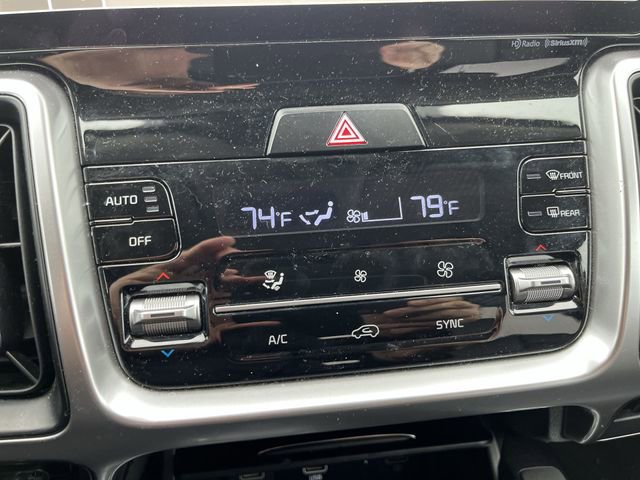 HD Radio SiriusXM
AUTO
OFF
74°F 79°F
FRONT
REAR
A/C SYNC